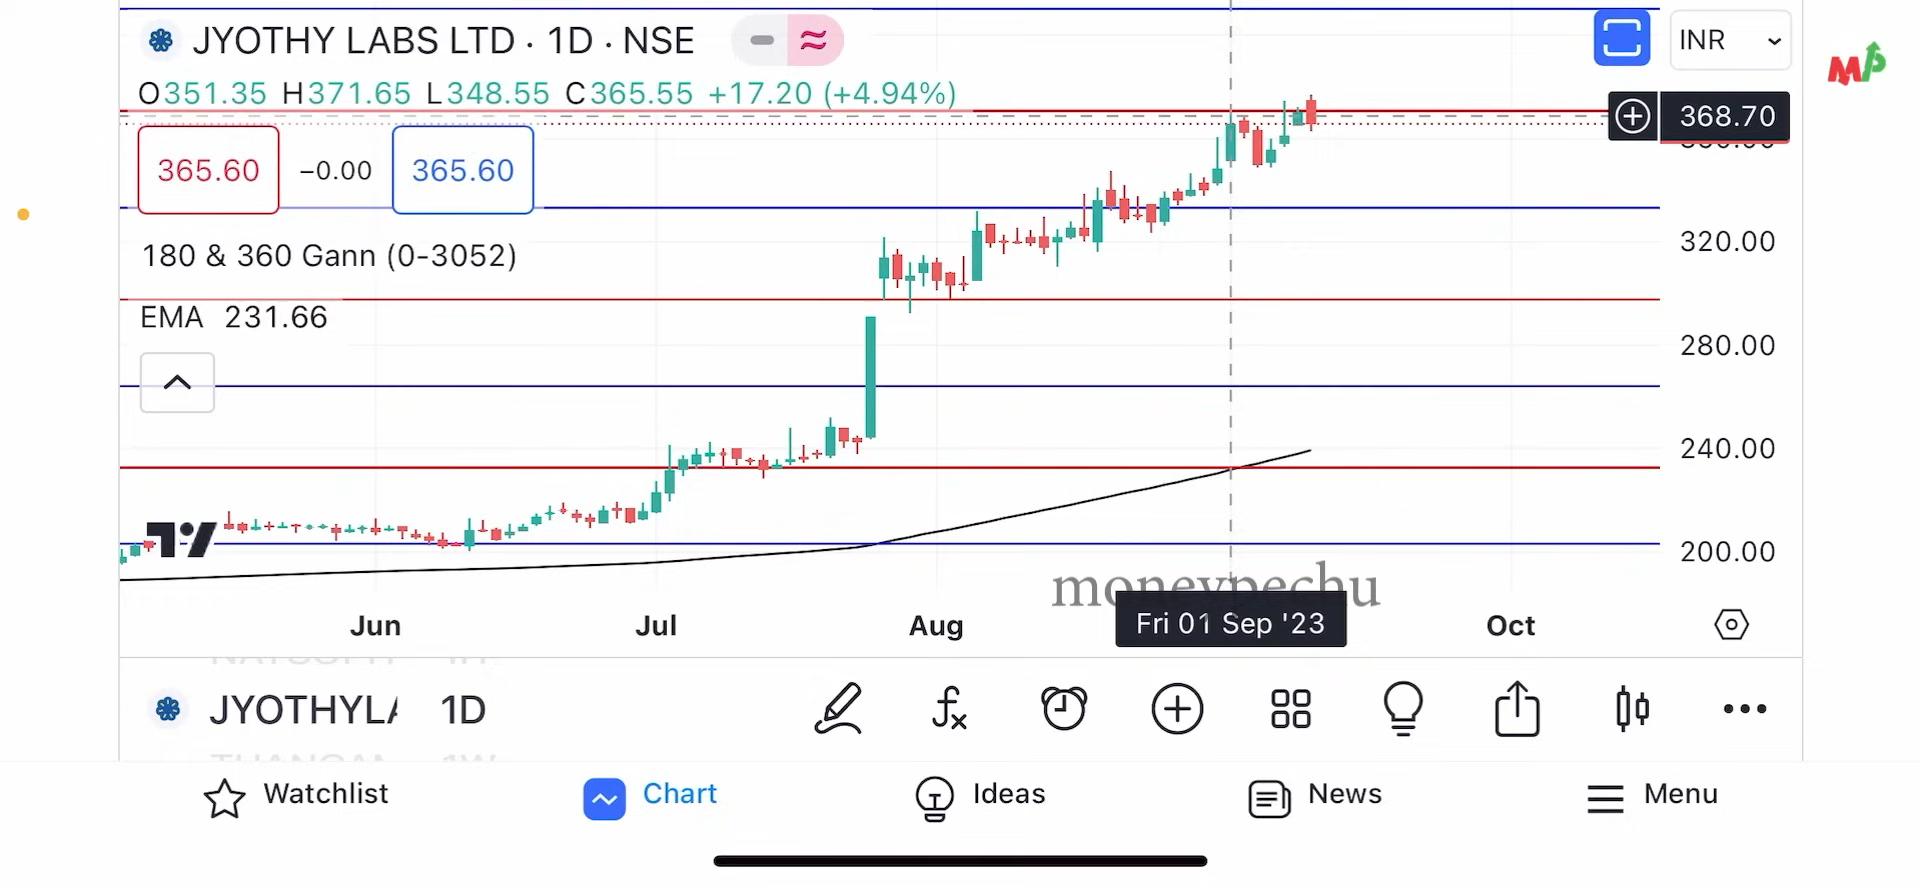 JYOTHY LABS LTD · 1D · NSE
INR
MP
O351.35 H371.65 L348.55 C365.55 +17.20 (+4.94%)
368.70
365.60 −0.00 365.60
320.00
180 & 360 Gann (0-3052)
EMA 231.66
280.00
240.00
200.00
moneypechu
Jun Jul Aug Fri 01 Sep '23 Oct
JYOTHYLA 1D
Watchlist Chart Ideas News Menu